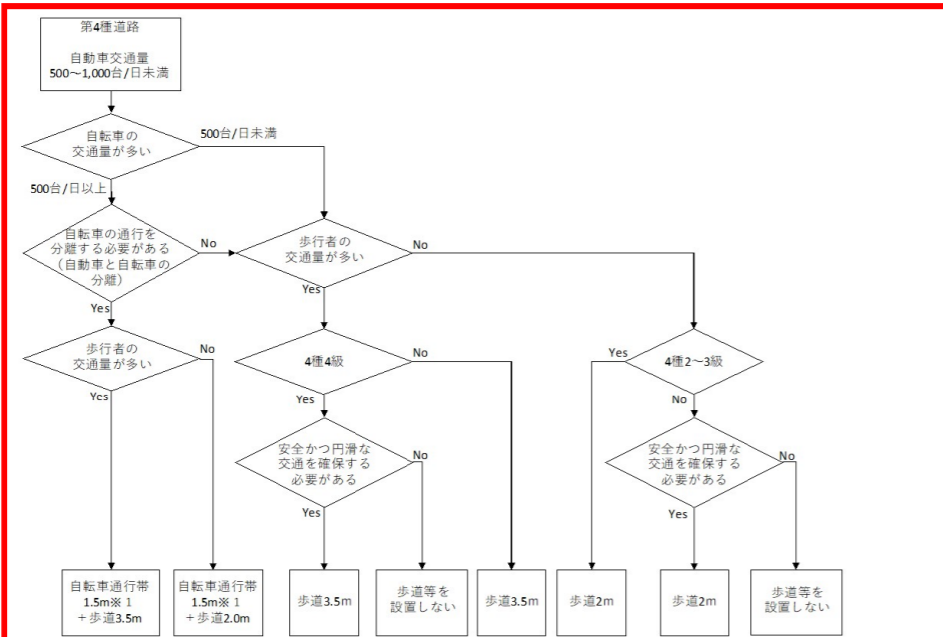 第4種道路
自動車交通量
500～1,000台/日未満
自転車の
交通量が多い
500台/日未満
500台/日以上
自転車の通行を
分離する必要がある
（自動車と自転車の
分離）
No
歩行者の
交通量が多い
No
Yes
Yes
歩行者の
交通量が多い
No
Yes
4種4級
No
Yes
Yes
4種2～3級
No
安全かつ円滑な
交通を確保する
必要がある
No
Yes
安全かつ円滑な
交通を確保する
必要がある
No
Yes
自転車通行帯
1.5m※１
＋歩道3.5m
自転車通行帯
1.5m※１
＋歩道2.0m
歩道3.5m
歩道等を
設置しない
歩道3.5m
歩道2m
歩道2m
歩道等を
設置しない